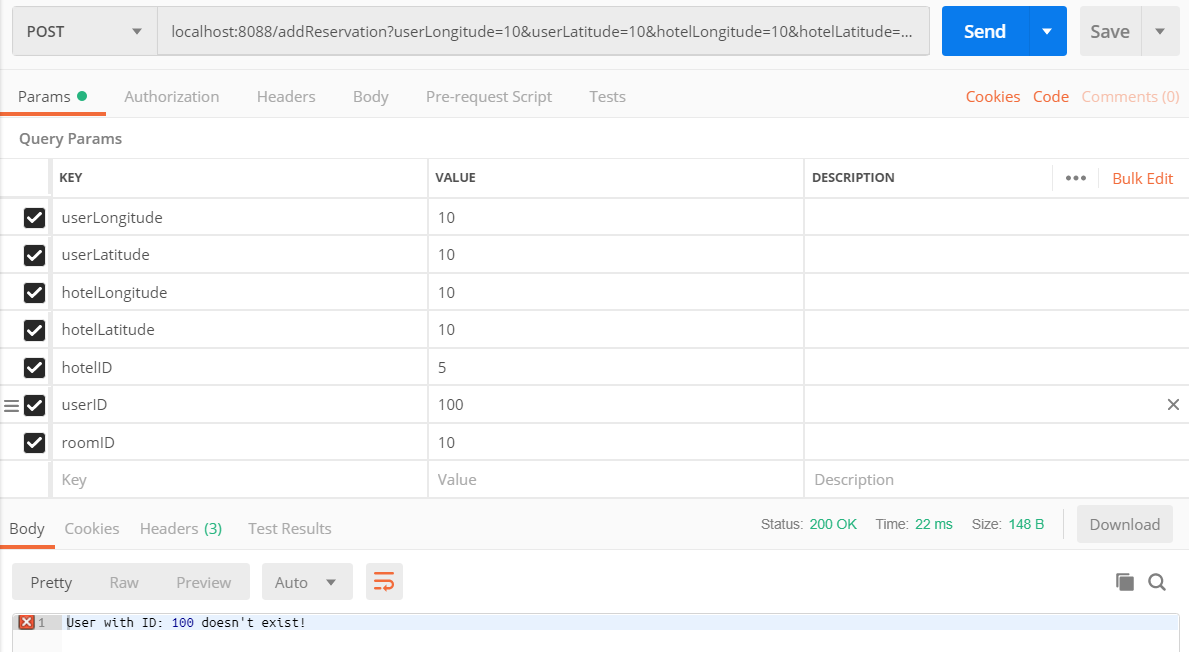 POST localhost:8088/addReservation?userLongitude=10&userLatitude=10&hotelLongitude=10&hotelLatitude=... Send Save
Params Authorization Headers Body Pre-request Script Tests Cookies Code Comments (0)
Query Params
KEY VALUE DESCRIPTION ••• Bulk Edit
userLongitude 10
userLatitude 10
hotelLongitude 10
hotelLatitude 10
hotelID 5
userID 100
roomID 10
Key Value Description
Body Cookies Headers (3) Test Results Status: 200 OK Time: 22 ms Size: 148 B Download
Pretty Raw Preview Auto
1 User with ID: 100 doesn't exist!